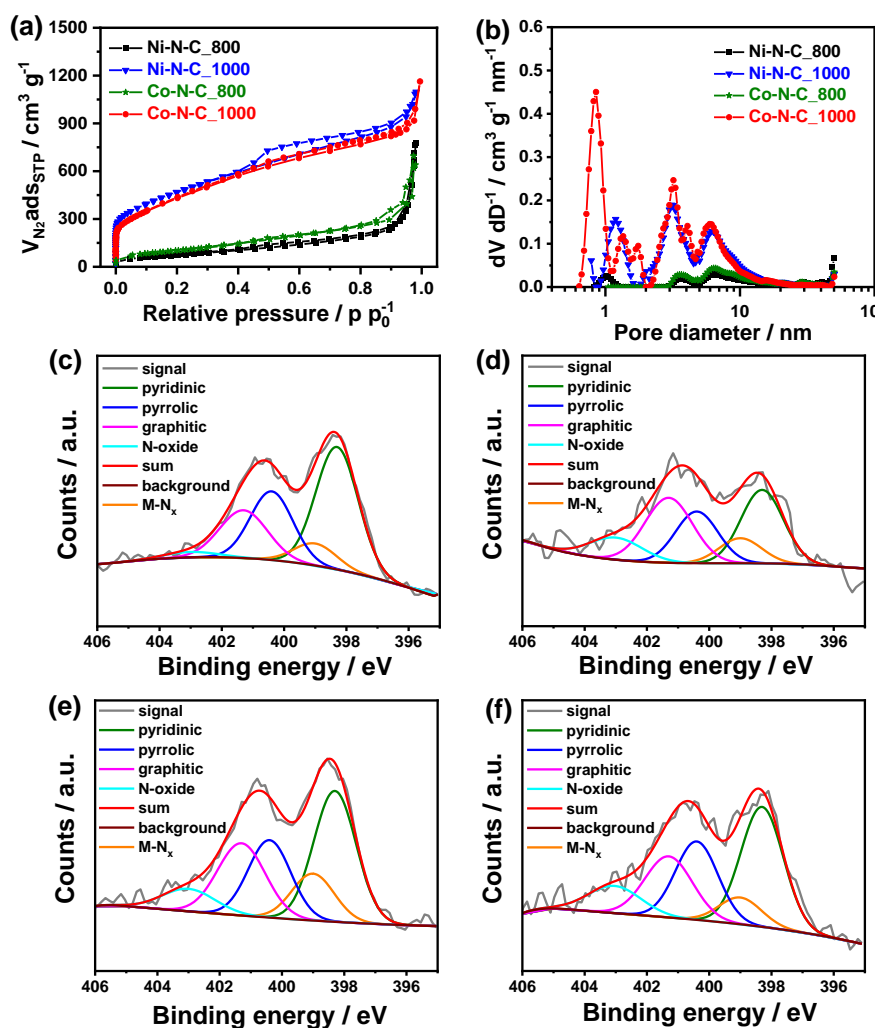 (a)
Ni-N-C_800
Ni-N-C_1000
Co-N-C_800
Co-N-C_1000
1500
1200
900
600
300
0
V_N₂ads_STP / cm³ g⁻¹
0.0 0.2 0.4 0.6 0.8 1.0
Relative pressure / p p₀⁻¹
(b)
Ni-N-C_800
Ni-N-C_1000
Co-N-C_800
Co-N-C_1000
0.6
0.5
0.4
0.3
0.2
0.1
0.0
dV dD⁻¹ / cm³ g⁻¹ nm⁻¹
1 10 100
Pore diameter / nm
(c)
signal
pyridinic
pyrrolic
graphitic
N-oxide
sum
background
M-Nₓ
Counts / a.u.
406 404 402 400 398 396
Binding energy / eV
(d)
signal
pyridinic
pyrrolic
graphitic
N-oxide
sum
background
M-Nₓ
Counts / a.u.
406 404 402 400 398 396
Binding energy / eV
(e)
signal
pyridinic
pyrrolic
graphitic
N-oxide
sum
background
M-Nₓ
Counts / a.u.
406 404 402 400 398 396
Binding energy / eV
(f)
signal
pyridinic
pyrrolic
graphitic
N-oxide
sum
background
M-Nₓ
Counts / a.u.
406 404 402 400 398 396
Binding energy / eV